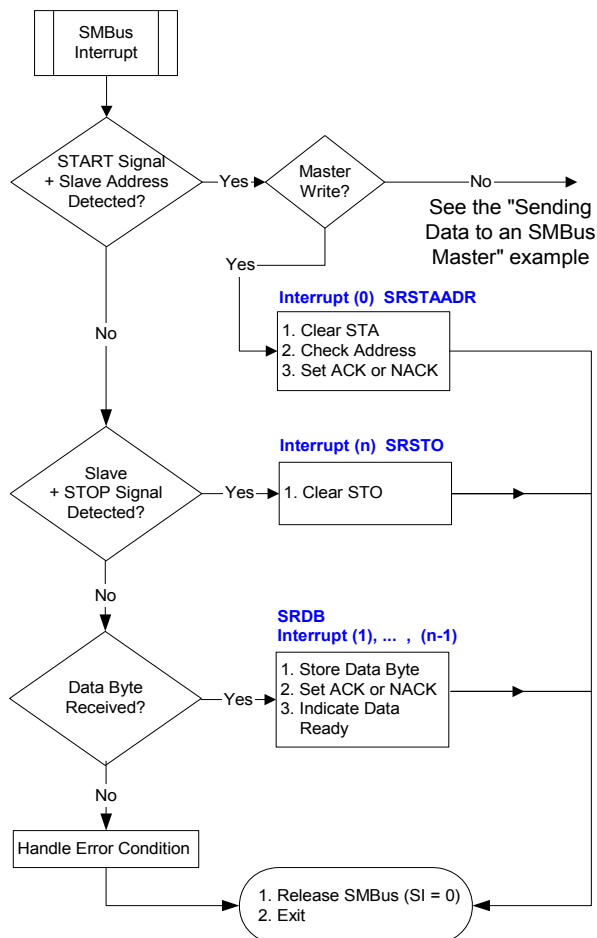 SMBus
Interrupt
START Signal
+ Slave Address
Detected?
Yes
Master
Write?
No
See the "Sending
Data to an SMBus
Master" example
Yes
Interrupt (0) SRSTAADR
1. Clear STA
2. Check Address
3. Set ACK or NACK
No
Slave
+ STOP Signal
Detected?
Yes
Interrupt (n) SRSTO
1. Clear STO
No
Data Byte
Received?
Yes
SRDB
Interrupt (1), ... , (n-1)
1. Store Data Byte
2. Set ACK or NACK
3. Indicate Data
Ready
No
Handle Error Condition
1. Release SMBus (SI = 0)
2. Exit